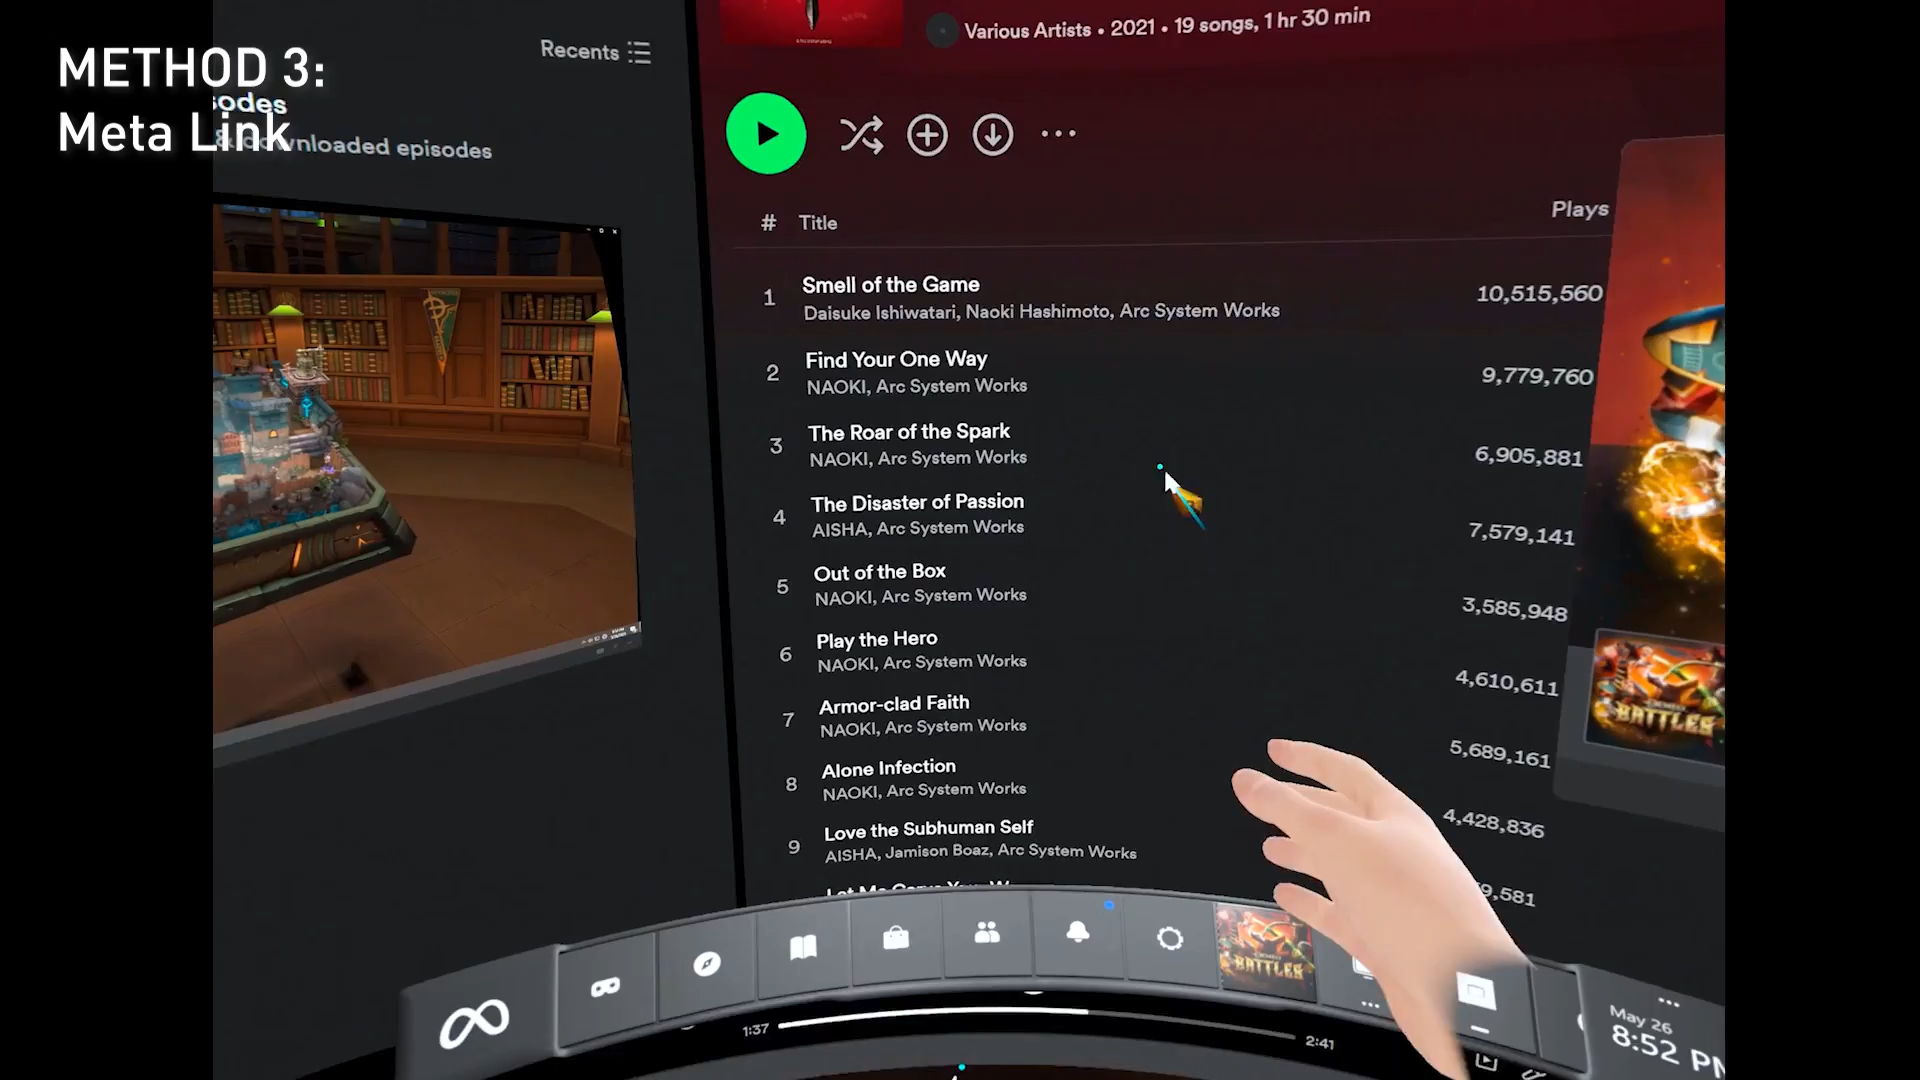 METHOD 3:
Meta Link
Recents
sodes
& downloaded episodes
Various Artists • 2021 • 19 songs, 1 hr 30 min
# Title Plays
1 Smell of the Game 10,515,560
Daisuke Ishiwatari, Naoki Hashimoto, Arc System Works
2 Find Your One Way 9,779,760
NAOKI, Arc System Works
3 The Roar of the Spark 6,905,881
NAOKI, Arc System Works
4 The Disaster of Passion 7,579,141
AISHA, Arc System Works
5 Out of the Box 3,585,948
NAOKI, Arc System Works
6 Play the Hero 4,610,611
NAOKI, Arc System Works
7 Armor-clad Faith 5,689,161
NAOKI, Arc System Works
8 Alone Infection 4,428,836
NAOKI, Arc System Works
9 Love the Subhuman Self 9,581
AISHA, Jamison Boaz, Arc System Works
BATTLES
BATTLES
1:37
2:41
May 26
8:52 PM